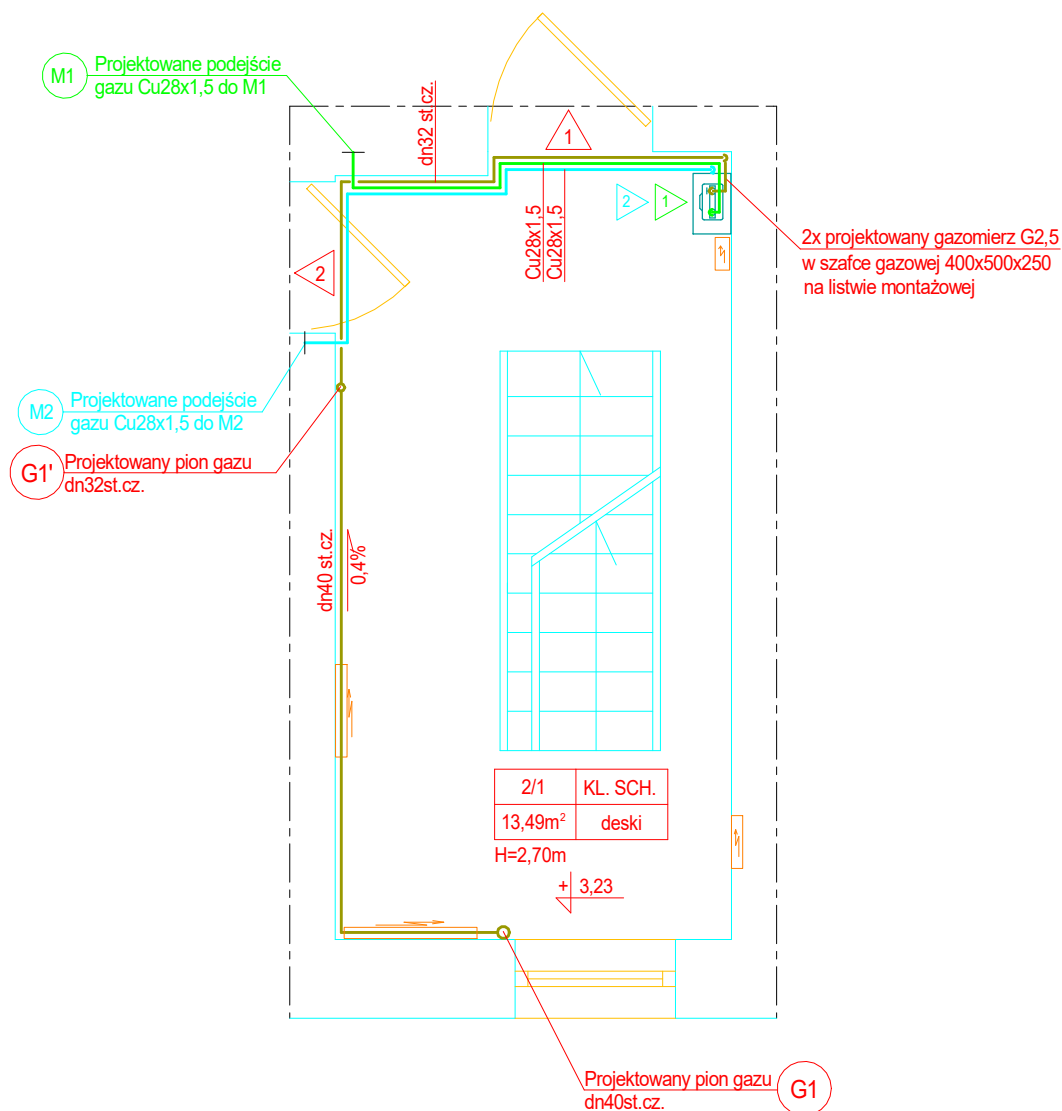 M1
Projektowane podejście
gazu Cu28x1,5 do M1
dn32 st.cz.
1
Cu28x1,5
Cu28x1,5
2
1
2
2x projektowany gazomierz G2,5
w szafce gazowej 400x500x250
na listwie montażowej
M2
Projektowane podejście
gazu Cu28x1,5 do M2
G1'
Projektowany pion gazu
dn32st.cz.
dn40 st.cz.
0,4%
2/1 KL. SCH.
13,49m² deski
H=2,70m
+ 3,23
Projektowany pion gazu
dn40st.cz.
G1